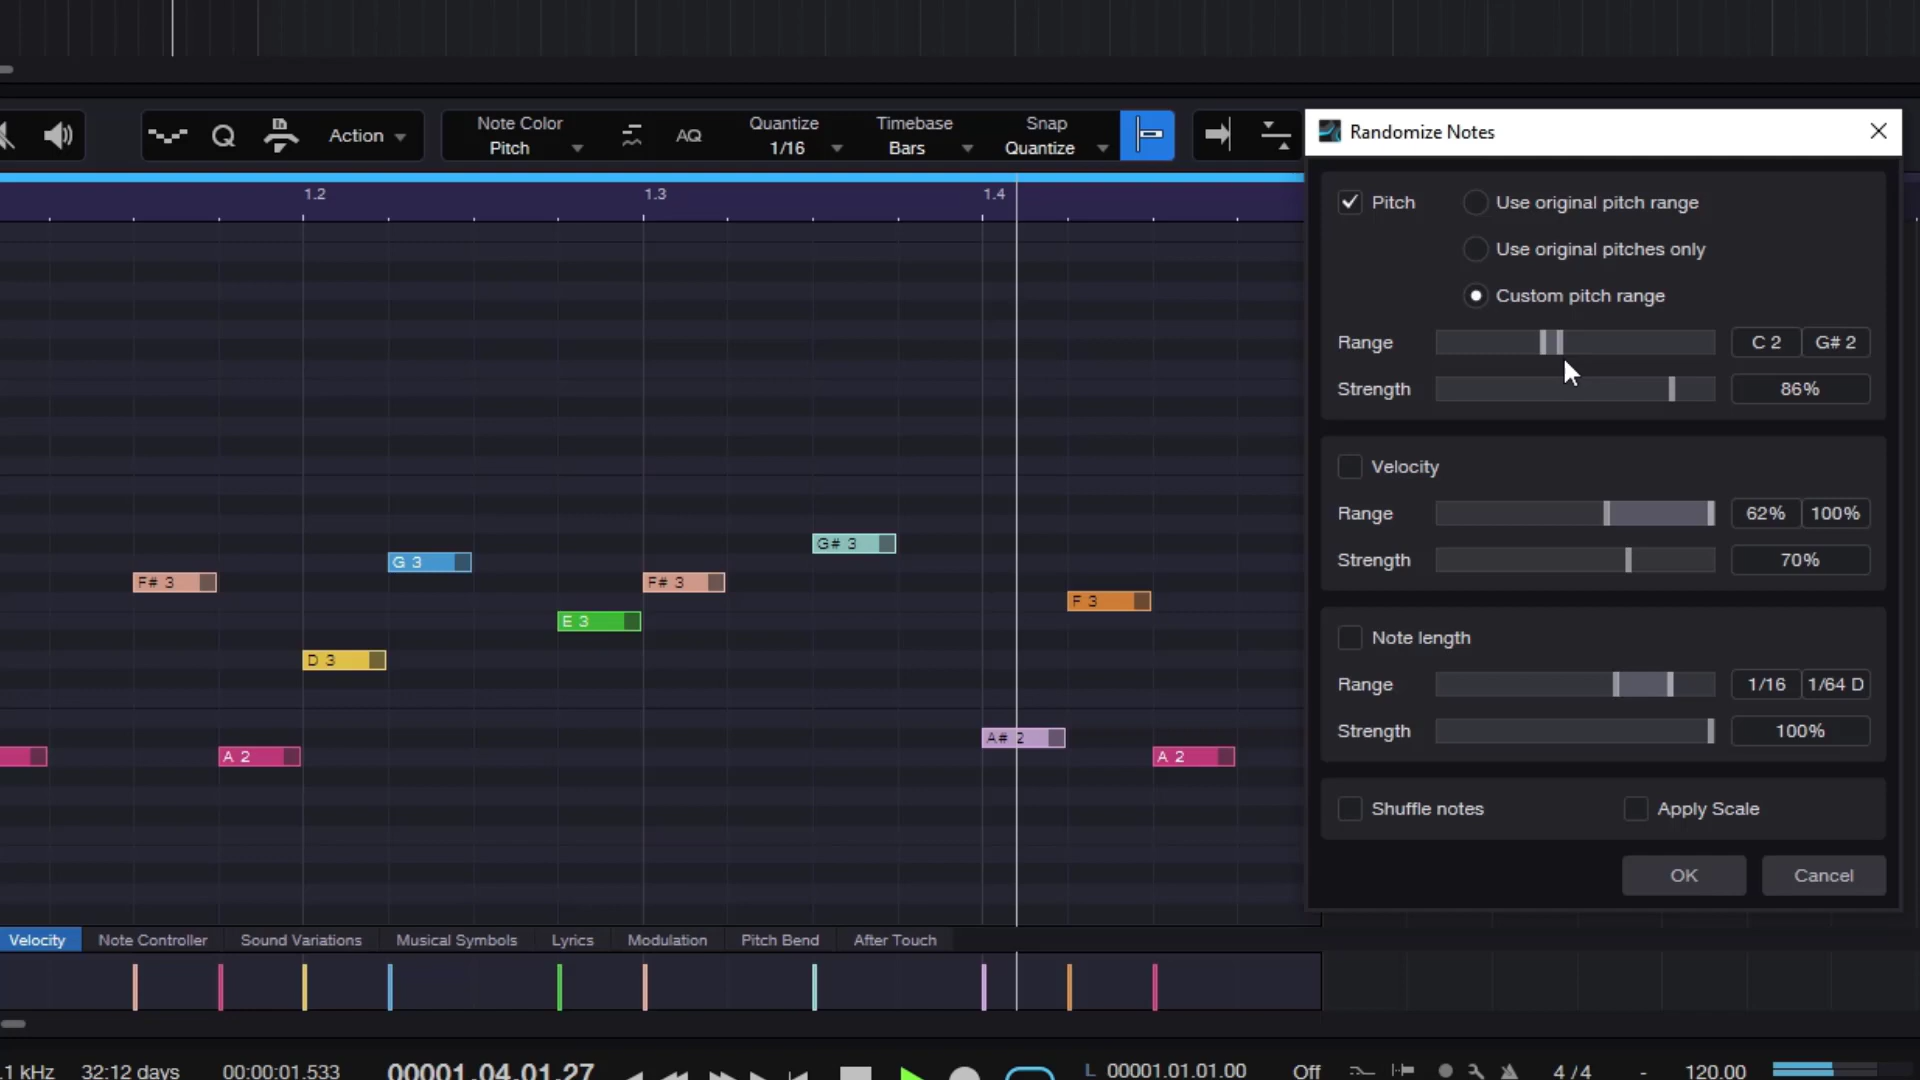 Action
Note Color
Pitch
AQ
Quantize
1/16
Timebase
Bars
Snap
Quantize
1.2
1.3
1.4
G# 3
G 3
F# 3
F# 3
F 3
E 3
D 3
A# 2
A 2
A 2
Randomize Notes
Pitch
Use original pitch range
Use original pitches only
Custom pitch range
Range
C 2
G# 2
Strength
86%
Velocity
Range
62%
100%
Strength
70%
Note length
Range
1/16
1/64 D
Strength
100%
Shuffle notes
Apply Scale
OK
Cancel
Velocity
Note Controller
Sound Variations
Musical Symbols
Lyrics
Modulation
Pitch Bend
After Touch
.1 kHz
32:12 days
00:00:01.533
00001.04.01.27
L 00001.01.01.00
Off
4 / 4
-
120.00